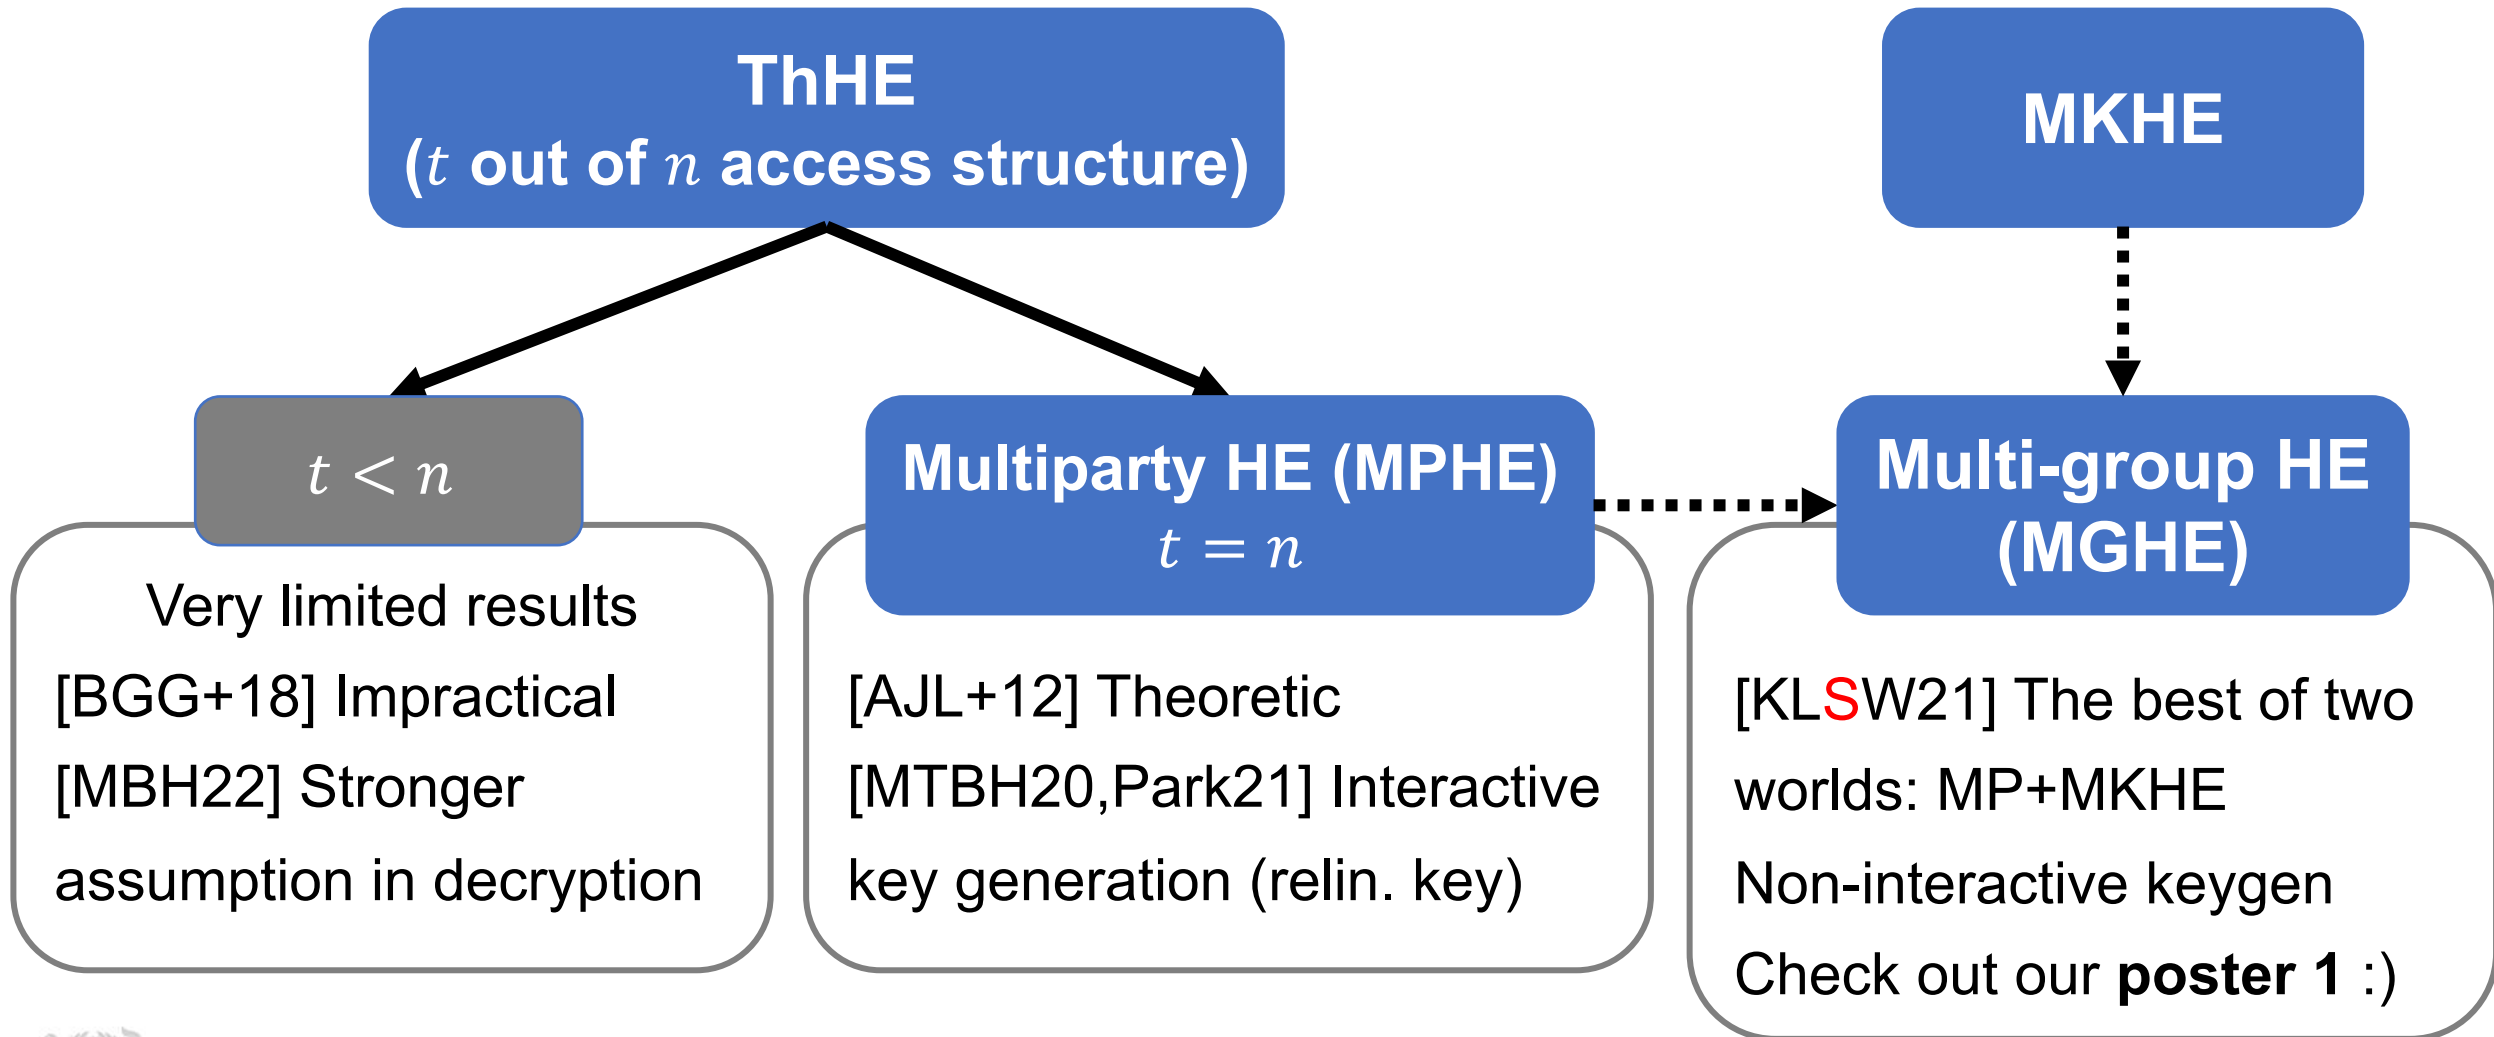 ThHE
(t out of n access structure)
MKHE
t < n
Very limited results
[BGG+18] Impractical
[MBH22] Stronger
assumption in decryption
Multi-party HE (MPHE)
t = n
[AJL+12] Theoretic
[MTBH20,Park21] Interactive
key generation (relin. key)
Multi-group HE
(MGHE)
[KLSW21] The best of two
worlds: MP+MKHE
Non-interactive keygen
Check out our poster 1 :)